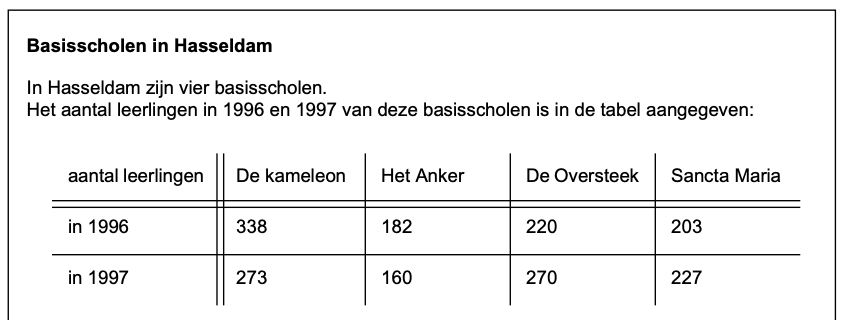 Basisscholen in Hasseldam
In Hasseldam zijn vier basisscholen.
Het aantal leerlingen in 1996 en 1997 van deze basisscholen is in de tabel aangegeven:
aantal leerlingen De kameleon Het Anker De Oversteek Sancta Maria
in 1996 338 182 220 203
in 1997 273 160 270 227